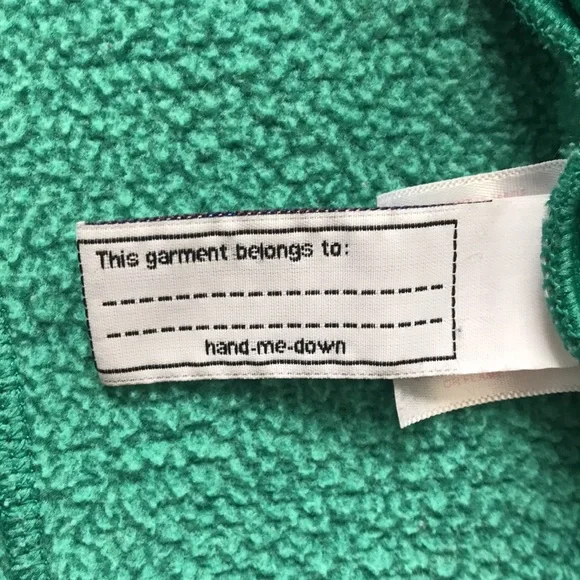 This garment belongs to:
hand-me-down